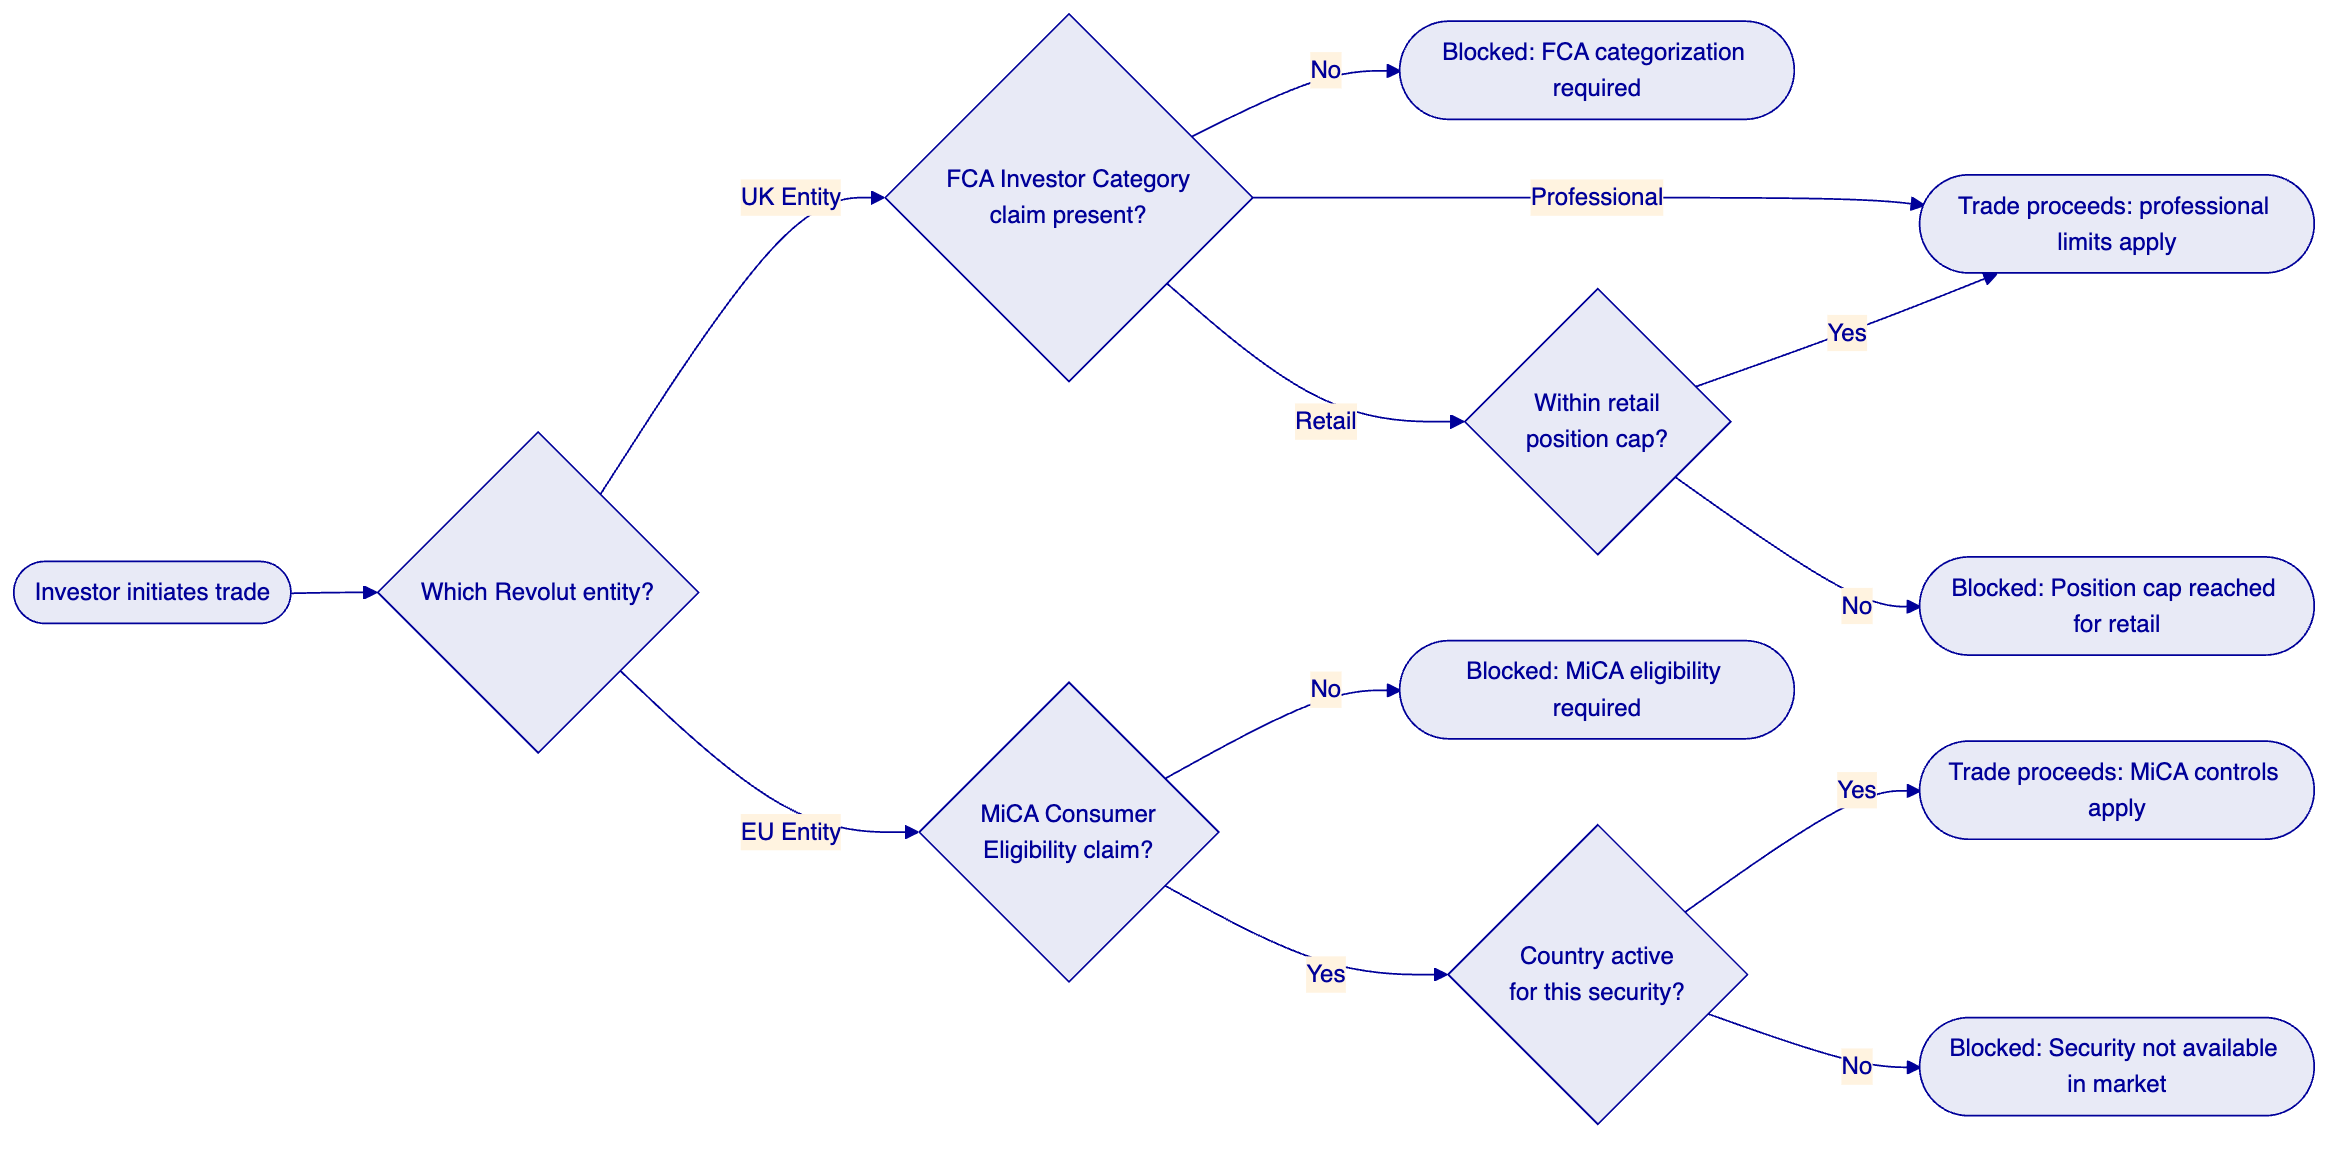 Investor initiates trade
Which Revolut entity?
UK Entity
EU Entity
FCA Investor Category
claim present?
No
Professional
Retail
Blocked: FCA categorization
required
Within retail
position cap?
Yes
No
Trade proceeds: professional
limits apply
Blocked: Position cap reached
for retail
MiCA Consumer
Eligibility claim?
No
Yes
Blocked: MiCA eligibility
required
Country active
for this security?
Yes
No
Trade proceeds: MiCA controls
apply
Blocked: Security not available
in market